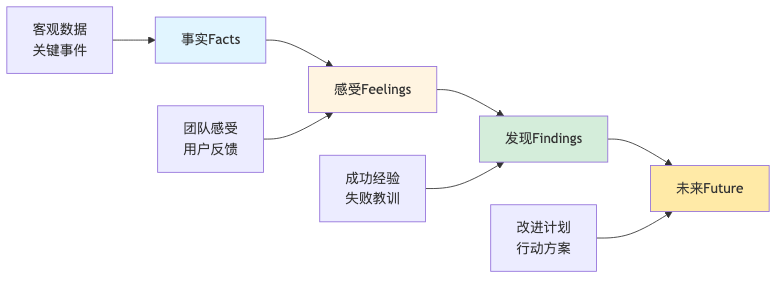 客观数据
关键事件
事实Facts
感受Feelings
团队感受
用户反馈
发现Findings
成功经验
失败教训
未来Future
改进计划
行动方案